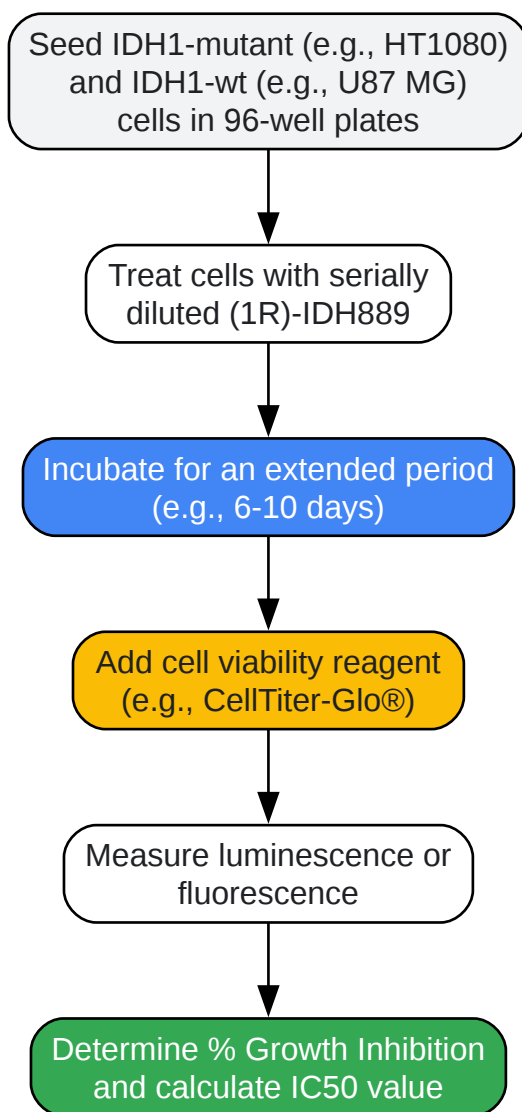 Seed IDH1-mutant (e.g., HT1080)
and IDH1-wt (e.g., U87 MG)
cells in 96-well plates
Treat cells with serially
diluted (1R)-IDH889
Incubate for an extended period
(e.g., 6-10 days)
Add cell viability reagent
(e.g., CellTiter-Glo®)
Measure luminescence or
fluorescence
Determine % Growth Inhibition
and calculate IC50 value